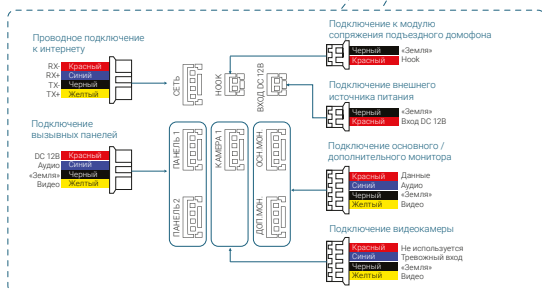 Проводное подключение
к интернету
RX- Красный
RX+ Синий
TX- Черный
TX+ Желтый
Подключение
вызывных панелей
DC 12В Красный
Аудио Синий
«Земля» Черный
Видео Желтый
СЕТЬ
HOOK
ВХОД DC 12В
ПАНЕЛЬ 1
КАМЕРА 1
ОСН. МОН.
ПАНЕЛЬ 2
ДОП. МОН.
Подключение к модулю
сопряжения подъездного домофона
Черный «Земля»
Красный Hook
Подключение внешнего
источника питания
Черный «Земля»
Красный Вход DC 12В
Подключение основного /
дополнительного монитора
Красный Данные
Синий Аудио
Черный «Земля»
Желтый Видео
Подключение видеокамеры
Красный Не используется
Синий Тревожный вход
Черный «Земля»
Желтый Видео